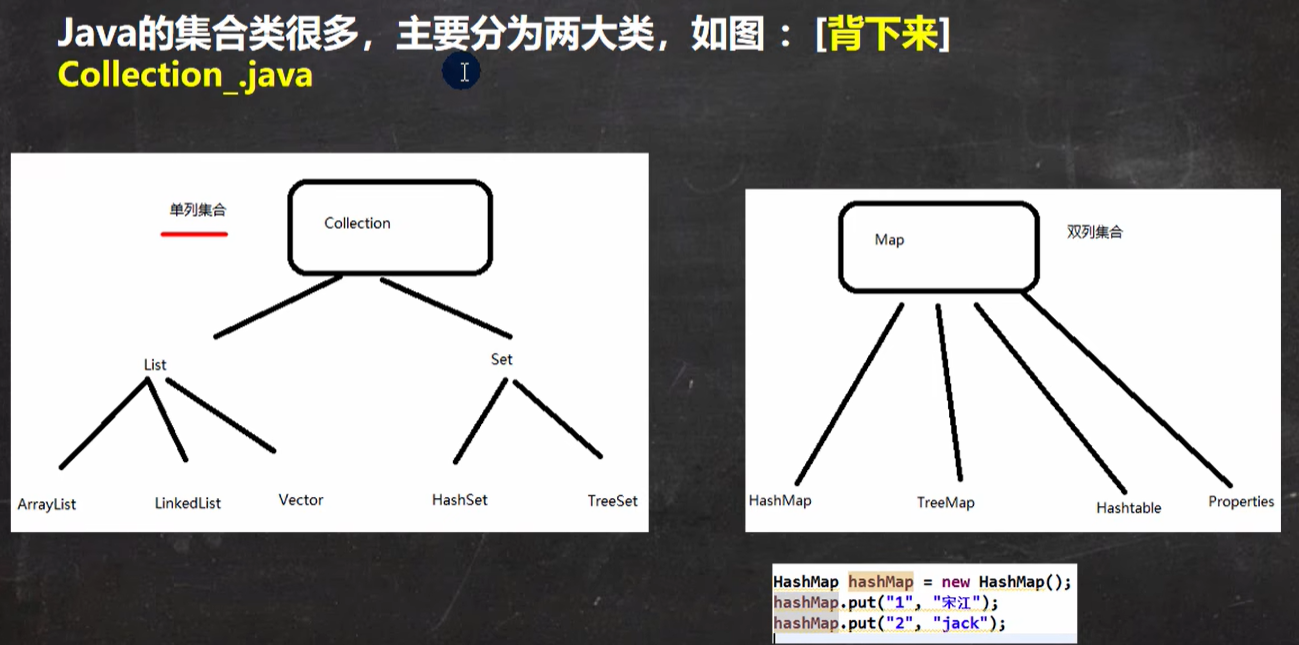 Java的集合类很多，主要分为两大类，如图 ：[背下来]
Collection_.java
单列集合
Collection
List
Set
ArrayList
LinkedList
Vector
HashSet
TreeSet
Map
双列集合
HashMap
TreeMap
Hashtable
Properties
HashMap hashMap = new HashMap();
hashMap.put("1", "宋江");
hashMap.put("2", "jack");